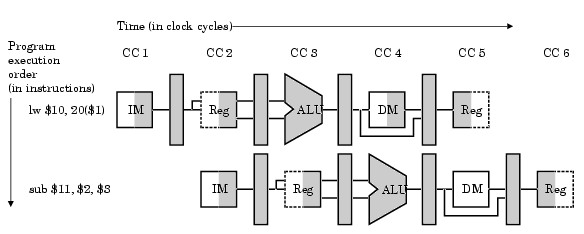 Time (in clock cycles)
Program
execution
order
(in instructions)
CC 1 CC 2 CC 3 CC 4 CC 5 CC 6
lw $10, 20($1) IM Reg ALU DM Reg
sub $11, $2, $3 IM Reg ALU DM Reg